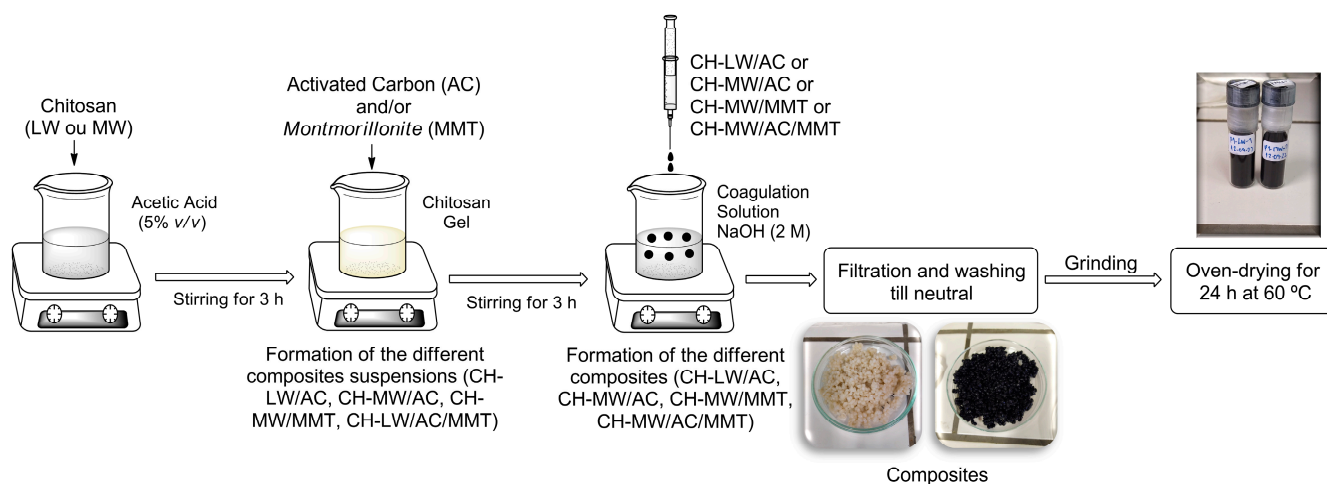 Chitosan
(LW ou MW)
Acetic Acid
(5% v/v)
Stirring for 3 h
Activated Carbon (AC)
and/or
Montmorillonite (MMT)
Chitosan
Gel
Formation of the different
composites suspensions (CH-
LW/AC, CH-MW/AC, CH-
MW/MMT, CH-LW/AC/MMT)
Stirring for 3 h
CH-LW/AC or
CH-MW/AC or
CH-MW/MMT or
CH-MW/AC/MMT
Coagulation
Solution
NaOH (2 M)
Formation of the different
composites (CH-LW/AC,
CH-MW/AC, CH-MW/MMT,
CH-MW/AC/MMT)
Filtration and washing
till neutral
Composites
Grinding
Oven-drying for
24 h at 60 ºC